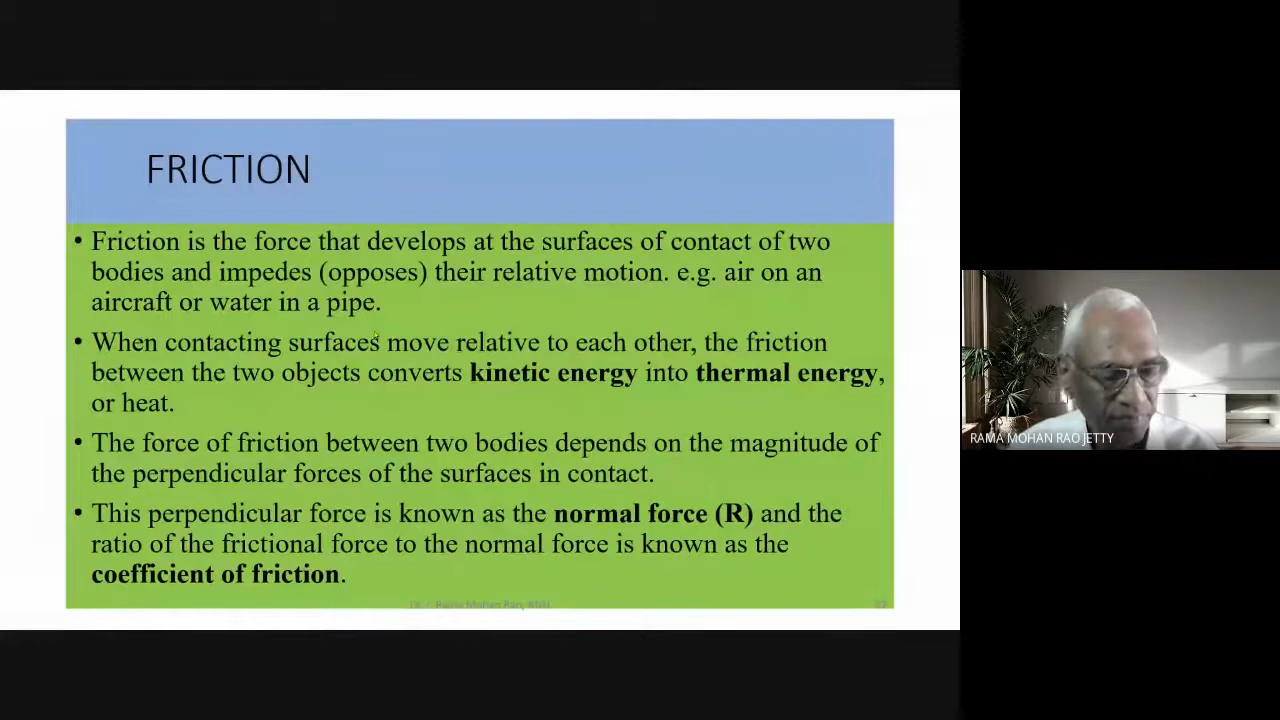 FRICTION
• Friction is the force that develops at the surfaces of contact of two
bodies and impedes (opposes) their relative motion. e.g. air on an
aircraft or water in a pipe.
• When contacting surfaces move relative to each other, the friction
between the two objects converts kinetic energy into thermal energy,
or heat.
• The force of friction between two bodies depends on the magnitude of
the perpendicular forces of the surfaces in contact.
• This perpendicular force is known as the normal force (R) and the
ratio of the frictional force to the normal force is known as the
coefficient of friction.
Rama Mohan Rao,
RAMA MOHAN RAO JETTY